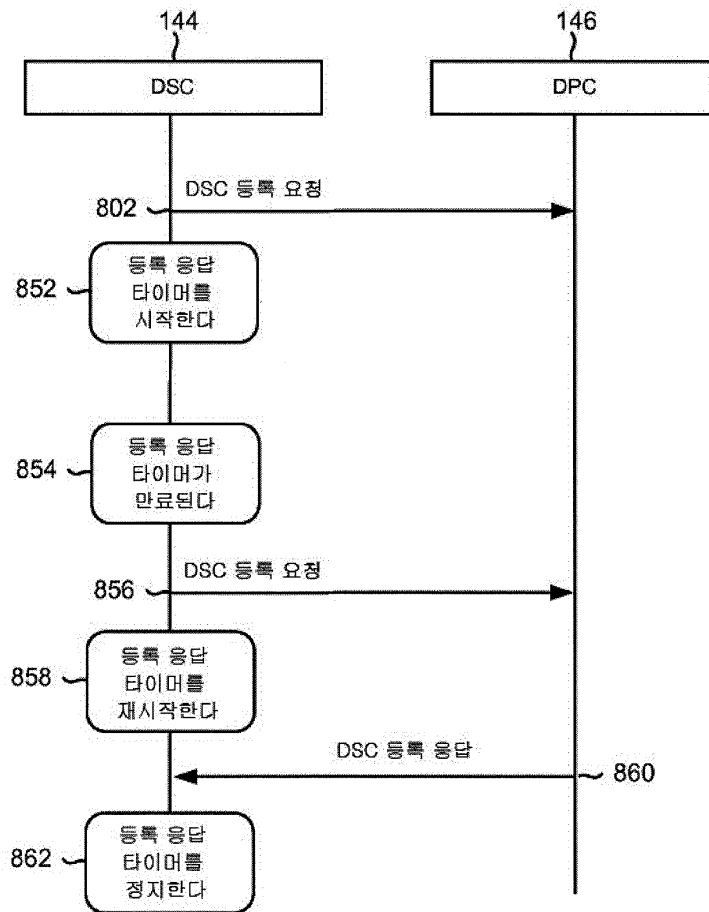 144
146
DSC
DPC
DSC 등록 요청
802
등록 응답
타이머를
시작한다
852
등록 응답
타이머가
만료된다
854
DSC 등록 요청
856
등록 응답
타이머를
재시작한다
858
DSC 등록 응답
860
등록 응답
타이머를
정지한다
862